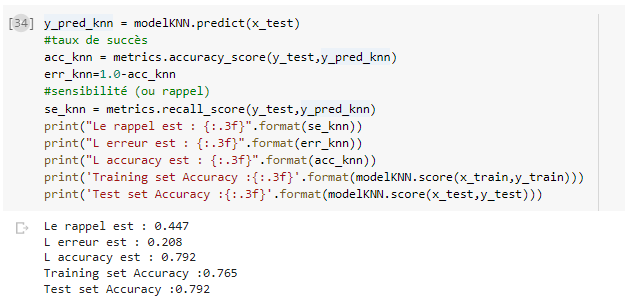 [34] y_pred_knn = modelKNN.predict(x_test)
#taux de succès
acc_knn = metrics.accuracy_score(y_test,y_pred_knn)
err_knn=1.0-acc_knn
#sensibilité (ou rappel)
se_knn = metrics.recall_score(y_test,y_pred_knn)
print("Le rappel est : {:.3f}".format(se_knn))
print("L erreur est : {:.3f}".format(err_knn))
print("L accuracy est : {:.3f}".format(acc_knn))
print('Training set Accuracy :{:.3f}'.format(modelKNN.score(x_train,y_train)))
print('Test set Accuracy :{:.3f}'.format(modelKNN.score(x_test,y_test)))
Le rappel est : 0.447
L erreur est : 0.208
L accuracy est : 0.792
Training set Accuracy :0.765
Test set Accuracy :0.792